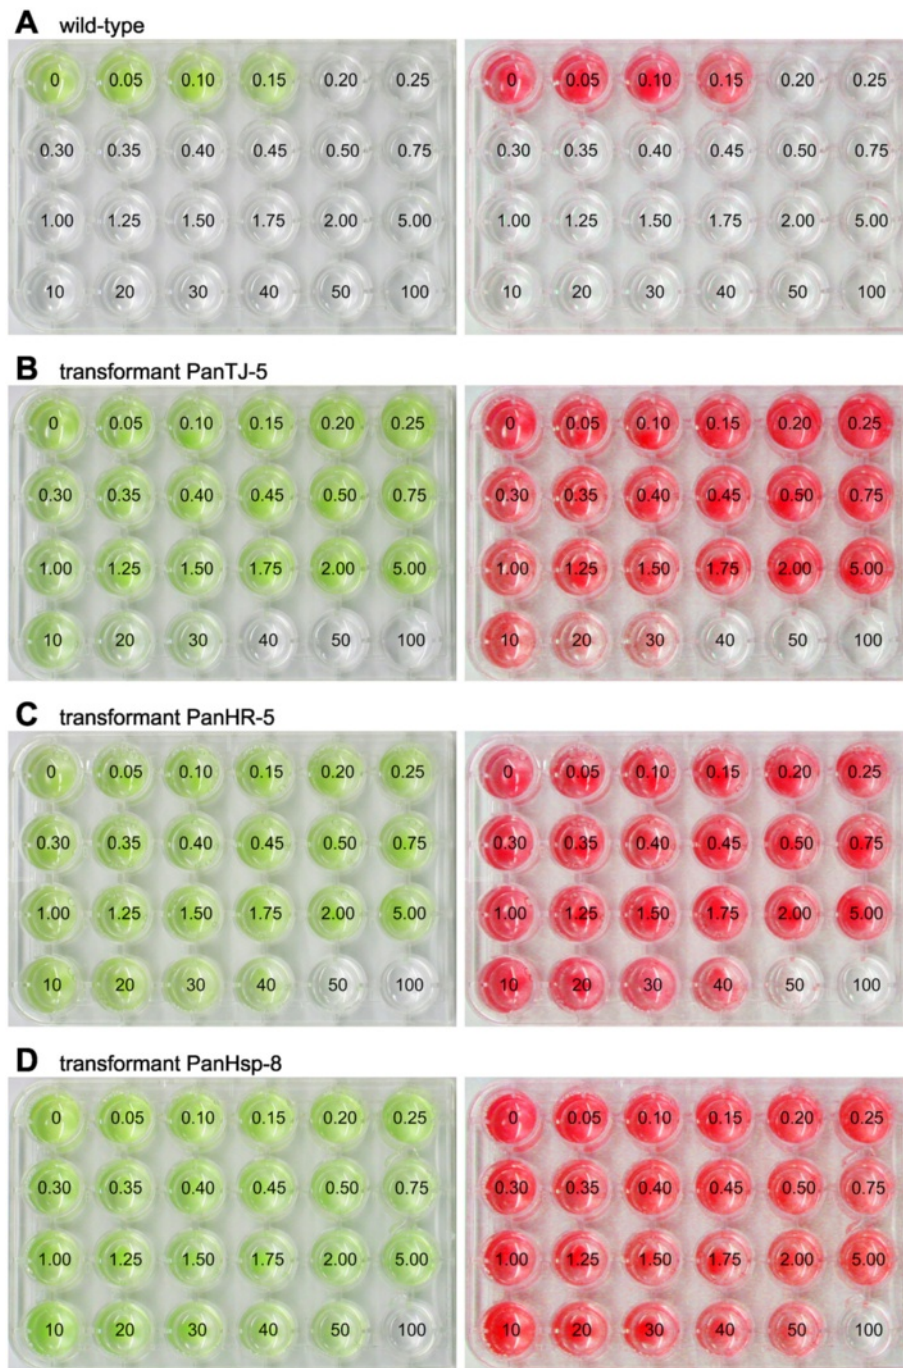 A wild-type
0 0.05 0.10 0.15 0.20 0.25 0 0.05 0.10 0.15 0.20 0.25
0.30 0.35 0.40 0.45 0.50 0.75 0.30 0.35 0.40 0.45 0.50 0.75
1.00 1.25 1.50 1.75 2.00 5.00 1.00 1.25 1.50 1.75 2.00 5.00
10 20 30 40 50 100 10 20 30 40 50 100
B transformant PanTJ-5
0 0.05 0.10 0.15 0.20 0.25 0 0.05 0.10 0.15 0.20 0.25
0.30 0.35 0.40 0.45 0.50 0.75 0.30 0.35 0.40 0.45 0.50 0.75
1.00 1.25 1.50 1.75 2.00 5.00 1.00 1.25 1.50 1.75 2.00 5.00
10 20 30 40 50 100 10 20 30 40 50 100
C transformant PanHR-5
0 0.05 0.10 0.15 0.20 0.25 0 0.05 0.10 0.15 0.20 0.25
0.30 0.35 0.40 0.45 0.50 0.75 0.30 0.35 0.40 0.45 0.50 0.75
1.00 1.25 1.50 1.75 2.00 5.00 1.00 1.25 1.50 1.75 2.00 5.00
10 20 30 40 50 100 10 20 30 40 50 100
D transformant PanHsp-8
0 0.05 0.10 0.15 0.20 0.25 0 0.05 0.10 0.15 0.20 0.25
0.30 0.35 0.40 0.45 0.50 0.75 0.30 0.35 0.40 0.45 0.50 0.75
1.00 1.25 1.50 1.75 2.00 5.00 1.00 1.25 1.50 1.75 2.00 5.00
10 20 30 40 50 100 10 20 30 40 50 100